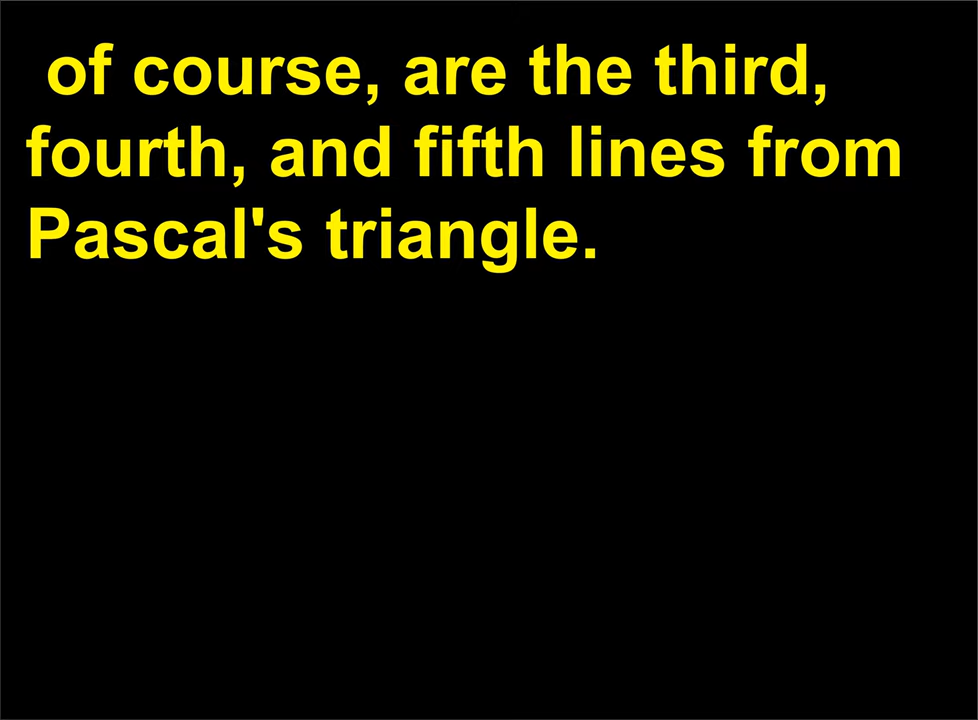 of course, are the third,
fourth, and fifth lines from
Pascal's triangle.